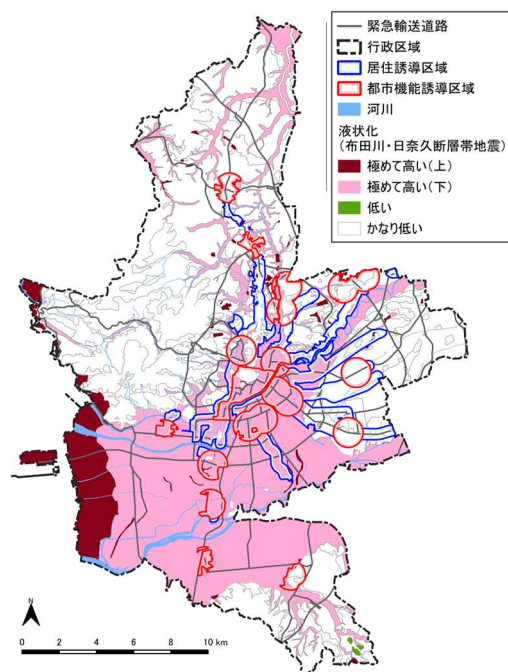 緊急輸送道路
行政区域
居住誘導区域
都市機能誘導区域
河川
液状化
(布田川・日奈久断層帯地震)
極めて高い(上)
極めて高い(下)
低い
かなり低い
N
0 2 4 6 8 10 km